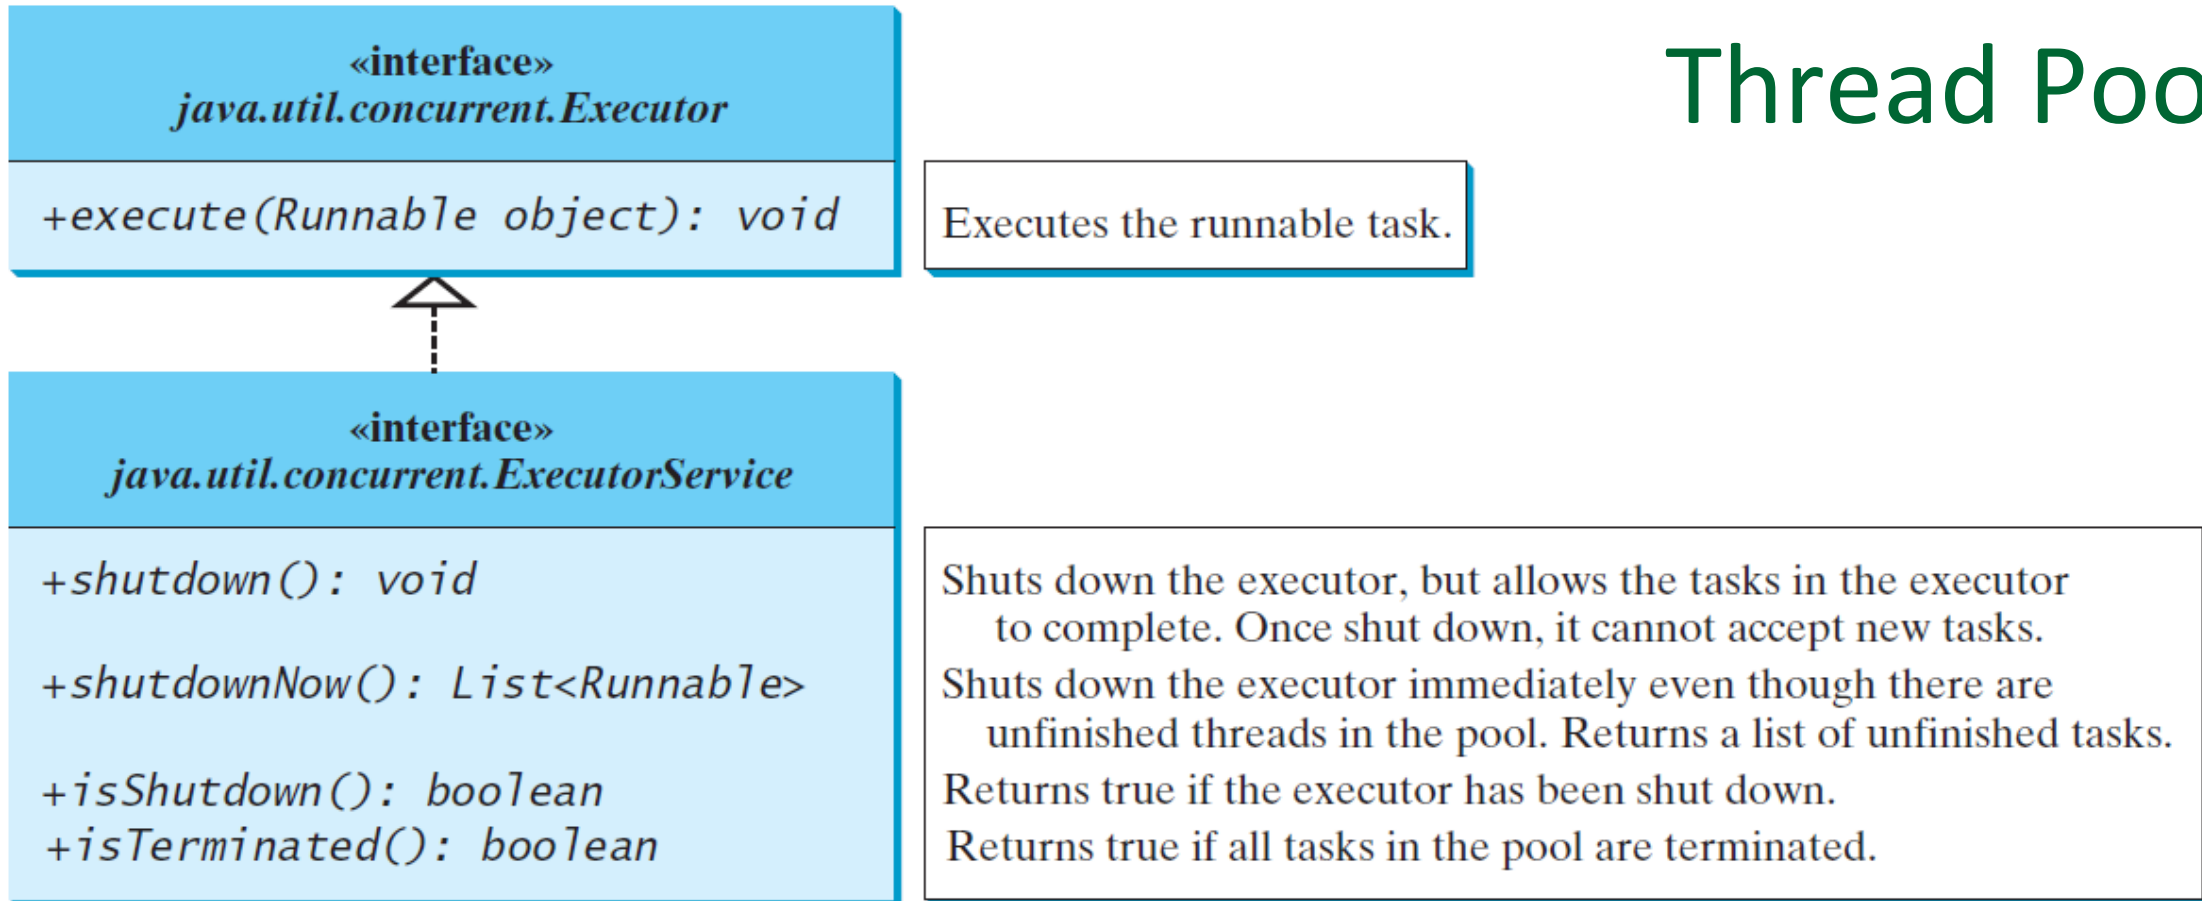 Thread Poo
«interface»
java.util.concurrent.Executor
+execute(Runnable object): void
Executes the runnable task.
«interface»
java.util.concurrent.ExecutorService
+shutdown(): void
Shuts down the executor, but allows the tasks in the executor
to complete. Once shut down, it cannot accept new tasks.
+shutdownNow(): List<Runnable>
Shuts down the executor immediately even though there are
unfinished threads in the pool. Returns a list of unfinished tasks.
+isShutdown(): boolean
Returns true if the executor has been shut down.
+isTerminated(): boolean
Returns true if all tasks in the pool are terminated.